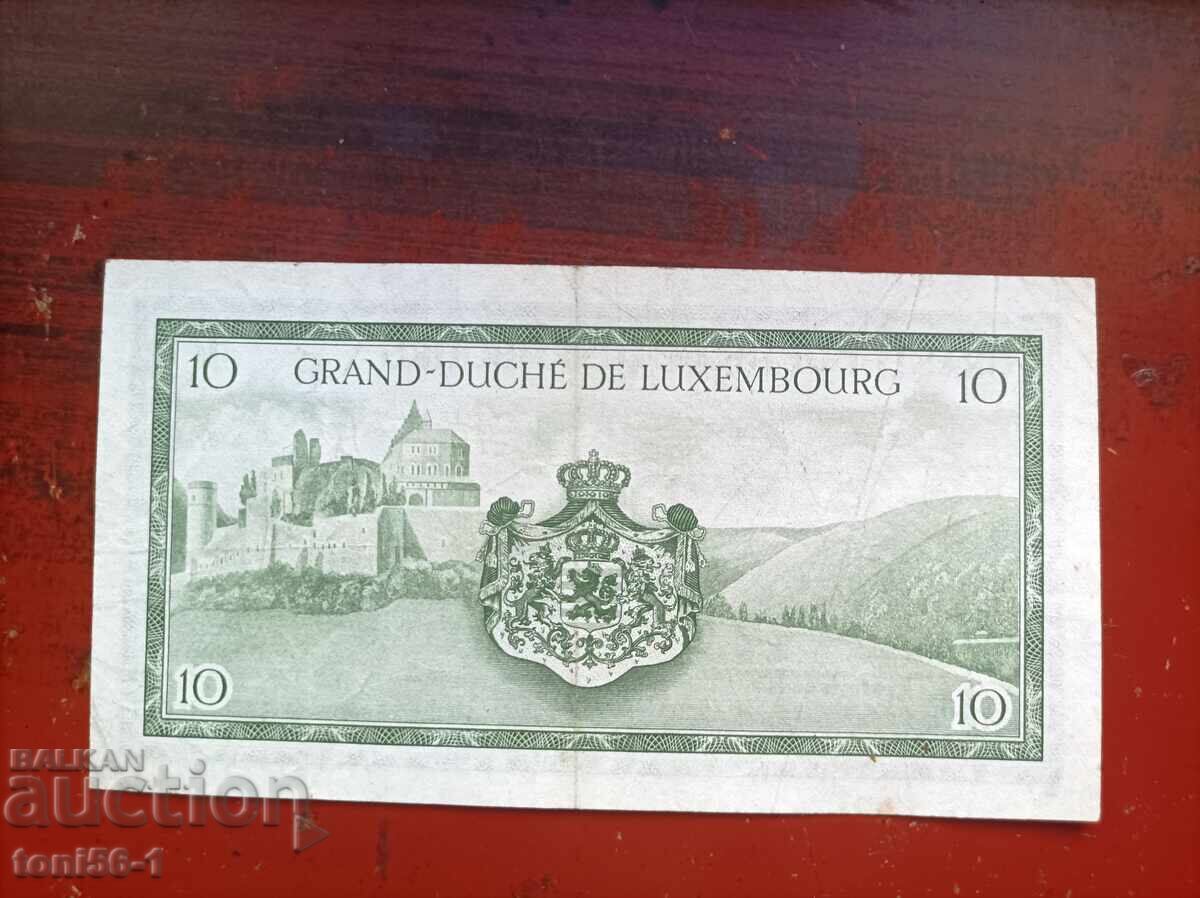 10 GRAND-DUCHÉ DE LUXEMBOURG 10
10 10
BALKAN
auction
toni56-1